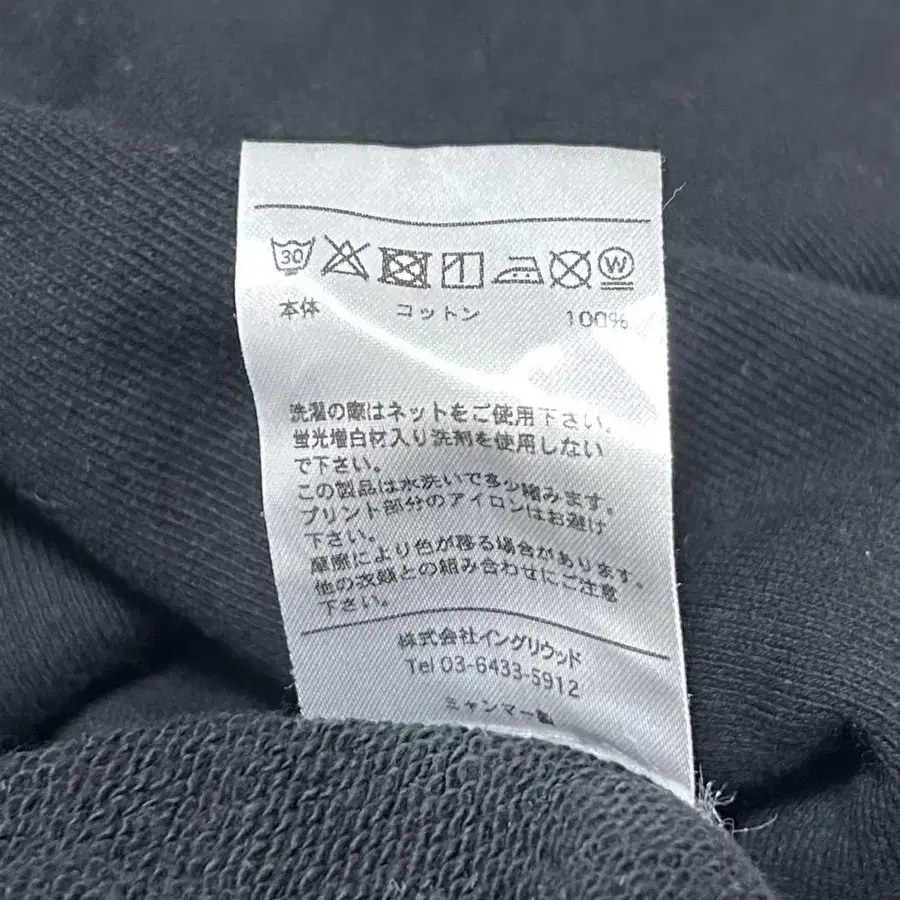 30 W
本体 コットン 100%
洗濯の際はネットをご使用下さい。
蛍光増白材入り洗剤を使用しない
で下さい。
この製品は水洗いで多少縮みます。
プリント部分のアイロンはお避け
下さい。
摩擦により色が移る場合があります。
他の衣類との組み合わせにご注意
下さい。
株式会社イングリウッド
Tel 03-6433-5912
ミャンマー製